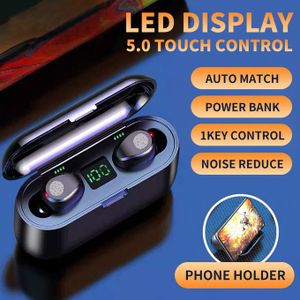 LED DISPLAY
5.0 TOUCH CONTROL
AUTO MATCH
POWER BANK
1KEY CONTROL
NOISE REDUCE
100
PHONE HOLDER